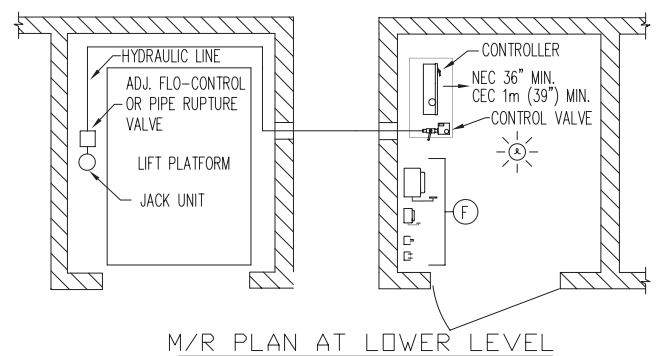 HYDRAULIC LINE
ADJ. FLO-CONTROL
OR PIPE RUPTURE
VALVE
LIFT PLATFORM
JACK UNIT
CONTROLLER
NEC 36" MIN.
CEC 1m (39") MIN.
CONTROL VALVE
F
M/R PLAN AT LOWER LEVEL